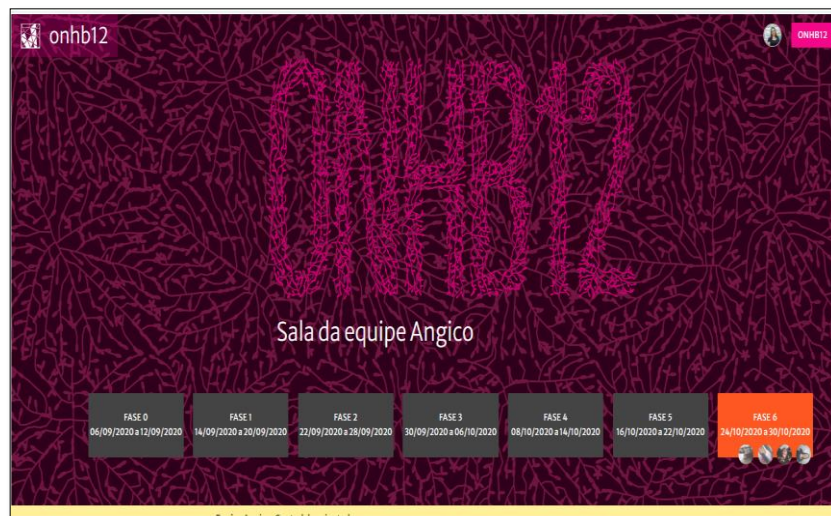 onhb12
ONHB12
ONHB12
Sala da equipe Angico
FASE 0
06/09/2020 a 12/09/2020
FASE 1
14/09/2020 a 20/09/2020
FASE 2
22/09/2020 a 28/09/2020
FASE 3
30/09/2020 a 06/10/2020
FASE 4
08/10/2020 a 14/10/2020
FASE 5
16/10/2020 a 22/10/2020
FASE 6
24/10/2020 a 30/10/2020